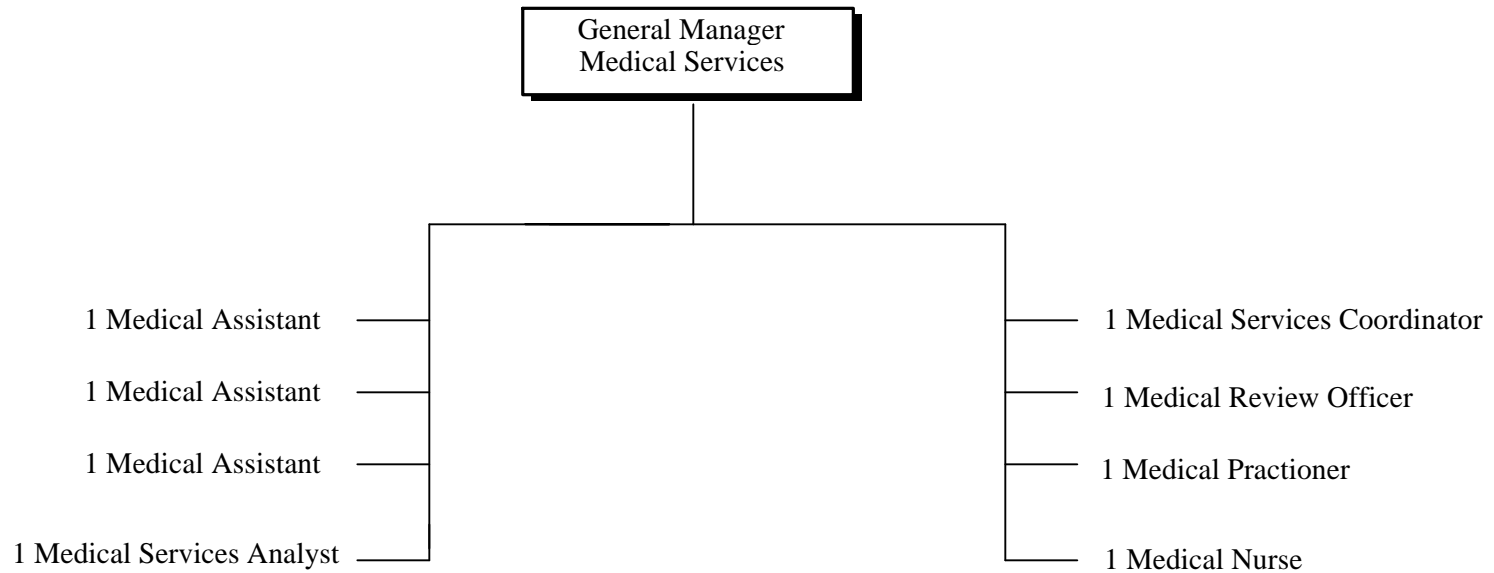 General Manager
Medical Services
1 Medical Assistant
1 Medical Assistant
1 Medical Assistant
1 Medical Services Analyst
1 Medical Services Coordinator
1 Medical Review Officer
1 Medical Practioner
1 Medical Nurse